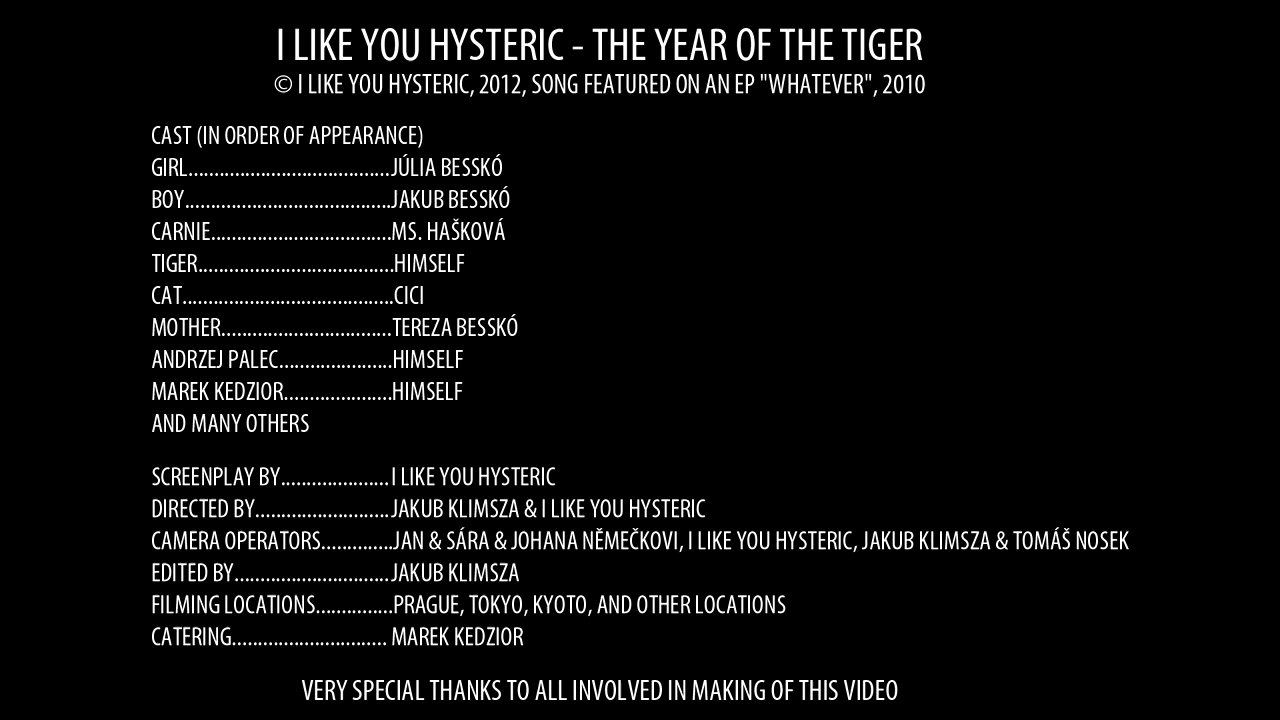 I LIKE YOU HYSTERIC - THE YEAR OF THE TIGER
© I LIKE YOU HYSTERIC, 2012, SONG FEATURED ON AN EP "WHATEVER", 2010
CAST (IN ORDER OF APPEARANCE)
GIRL.......................................JÚLIA BESSKÓ
BOY........................................JAKUB BESSKÓ
CARNIE...................................MS. HAŠKOVÁ
TIGER......................................HIMSELF
CAT.........................................CICI
MOTHER.................................TEREZA BESSKÓ
ANDRZEJ PALEC......................HIMSELF
MAREK KEDZIOR.....................HIMSELF
AND MANY OTHERS
SCREENPLAY BY.....................I LIKE YOU HYSTERIC
DIRECTED BY..........................JAKUB KLIMSZA & I LIKE YOU HYSTERIC
CAMERA OPERATORS..............JAN & SÁRA & JOHANA NĚMEČKOVI, I LIKE YOU HYSTERIC, JAKUB KLIMSZA & TOMÁŠ NOSEK
EDITED BY..............................JAKUB KLIMSZA
FILMING LOCATIONS...............PRAGUE, TOKYO, KYOTO, AND OTHER LOCATIONS
CATERING.............................. MAREK KEDZIOR
VERY SPECIAL THANKS TO ALL INVOLVED IN MAKING OF THIS VIDEO